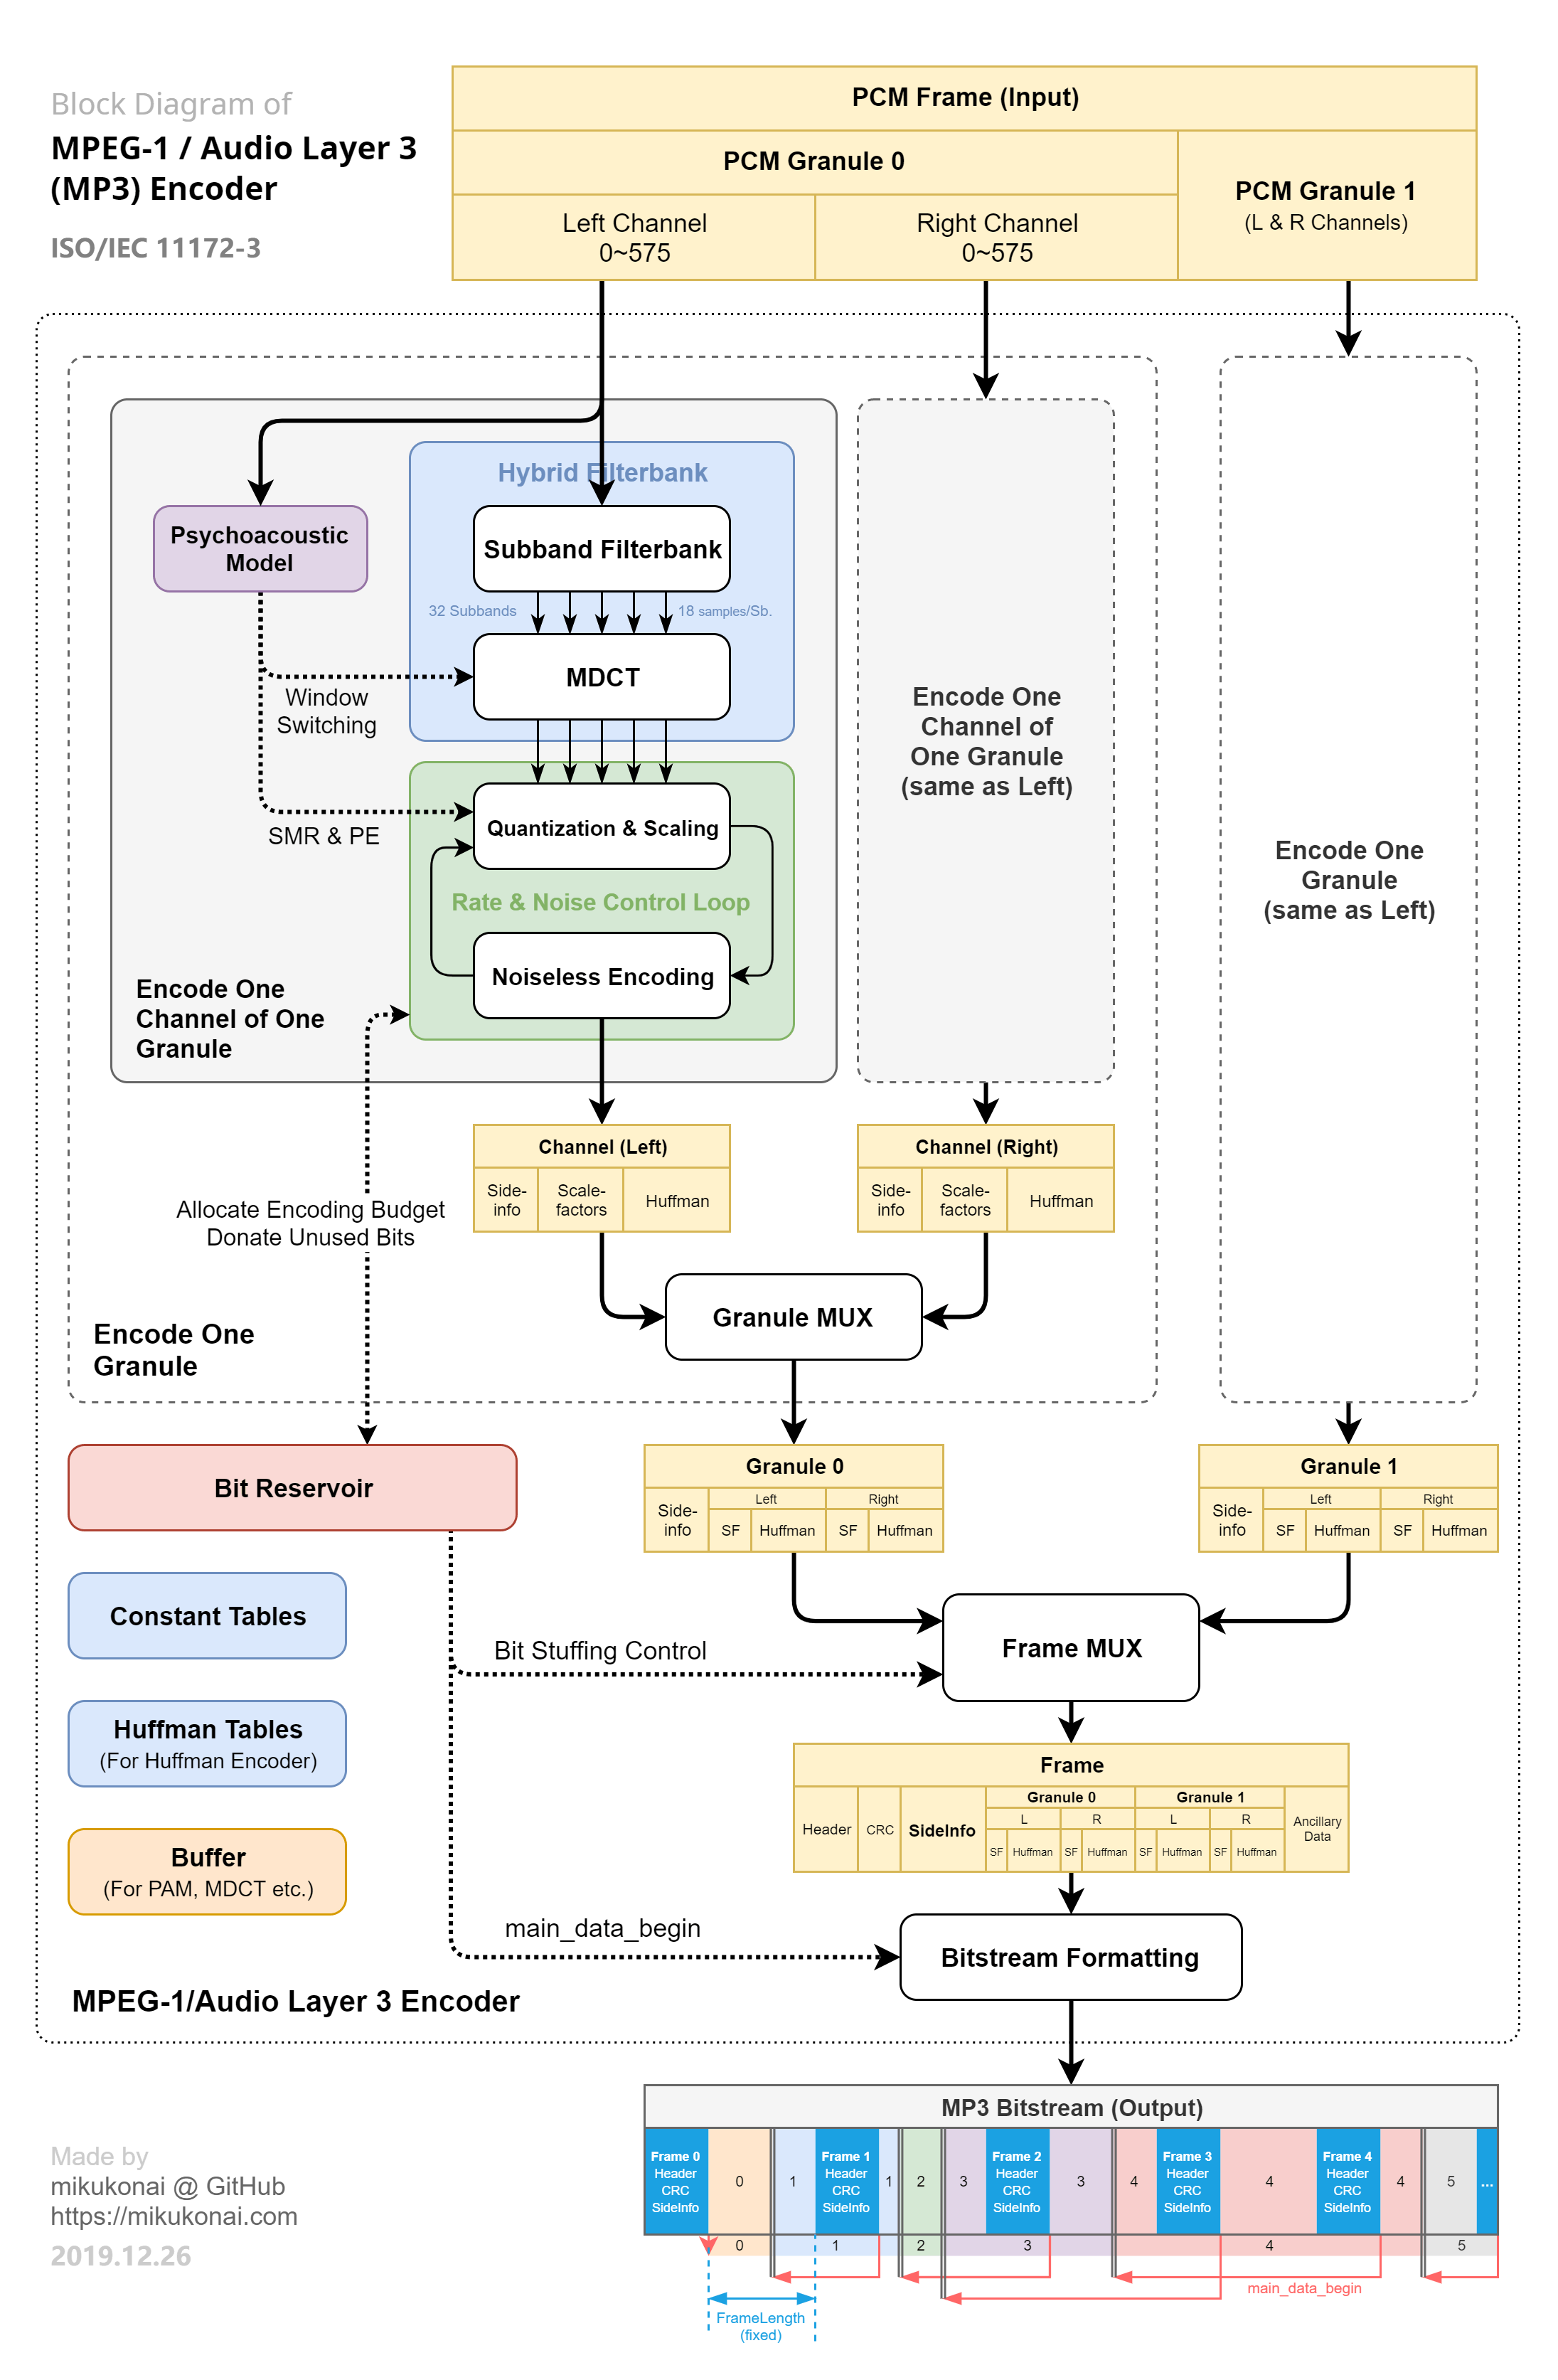 Block Diagram of
MPEG-1 / Audio Layer 3
(MP3) Encoder
ISO/IEC 11172-3
PCM Frame (Input)
PCM Granule 0
PCM Granule 1
(L & R Channels)
Left Channel
0~575
Right Channel
0~575
Hybrid Filterbank
Psychoacoustic
Model
Subband Filterbank
32 Subbands
18 samples/Sb.
MDCT
Window
Switching
Quantization & Scaling
SMR & PE
Rate & Noise Control Loop
Noiseless Encoding
Encode One
Channel of One
Granule
Encode One
Channel of
One Granule
(same as Left)
Encode One
Granule
(same as Left)
Channel (Left)
Side-
info
Scale-
factors
Huffman
Channel (Right)
Side-
info
Scale-
factors
Huffman
Allocate Encoding Budget
Donate Unused Bits
Granule MUX
Encode One
Granule
Bit Reservoir
Granule 0
Side-
info
Left
Right
SF
Huffman
SF
Huffman
Granule 1
Side-
info
Left
Right
SF
Huffman
SF
Huffman
Constant Tables
Bit Stuffing Control
Frame MUX
Huffman Tables
(For Huffman Encoder)
Frame
Header
CRC
SideInfo
Granule 0
Granule 1
L
R
L
R
SF
Huffman
SF
Huffman
SF
Huffman
SF
Huffman
Ancillary
Data
Buffer
(For PAM, MDCT etc.)
main_data_begin
Bitstream Formatting
MPEG-1/Audio Layer 3 Encoder
MP3 Bitstream (Output)
Frame 0
Header
CRC
SideInfo
0
1
Frame 1
Header
CRC
SideInfo
1
2
3
Frame 2
Header
CRC
SideInfo
3
4
Frame 3
Header
CRC
SideInfo
4
Frame 4
Header
CRC
SideInfo
4
5
...
0
1
2
3
4
5
main_data_begin
FrameLength
(fixed)
Made by
mikukonai @ GitHub
https://mikukonai.com
2019.12.26